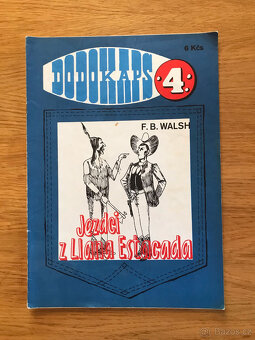 DODOKAPS
·4·
6 Kčs
F. B. WALSH
Jezdci
z Llana Estacada